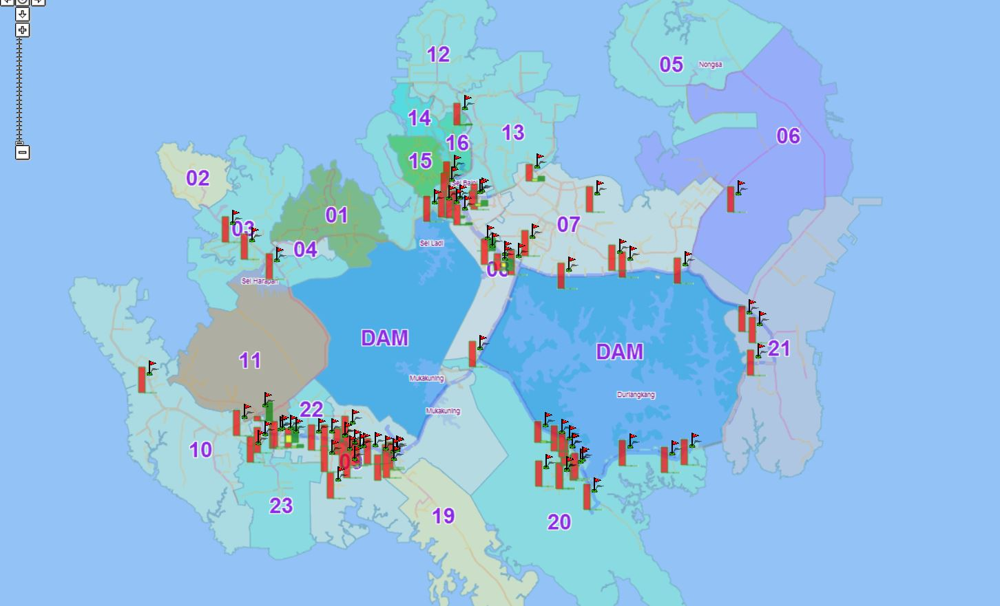 12
05
Nongsa
14
13
06
16
15
02
Sei Baloi
01
07
03
Sei Ladi
04
08
Sei Harapan
DAM
DAM
21
11
Mukakuning
Duriangkang
22
Mukakuning
10
09
23
19
20